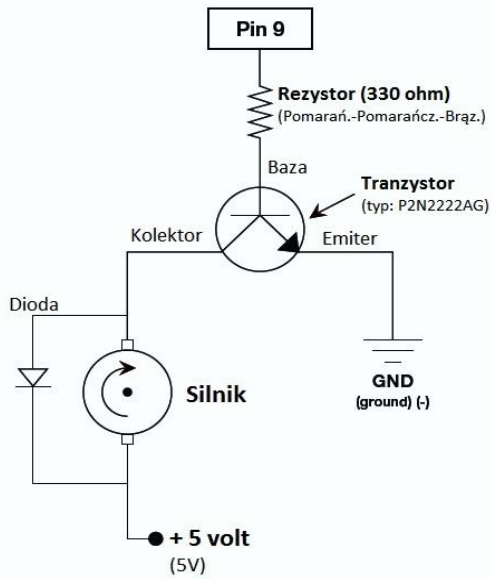 Pin 9
Rezystor (330 ohm)
(Pomarań.-Pomarańcz.-Brąz.)
Baza
Tranzystor
(typ: P2N2222AG)
Kolektor
Emiter
Dioda
Silnik
GND
(ground) (-)
+ 5 volt
(5V)